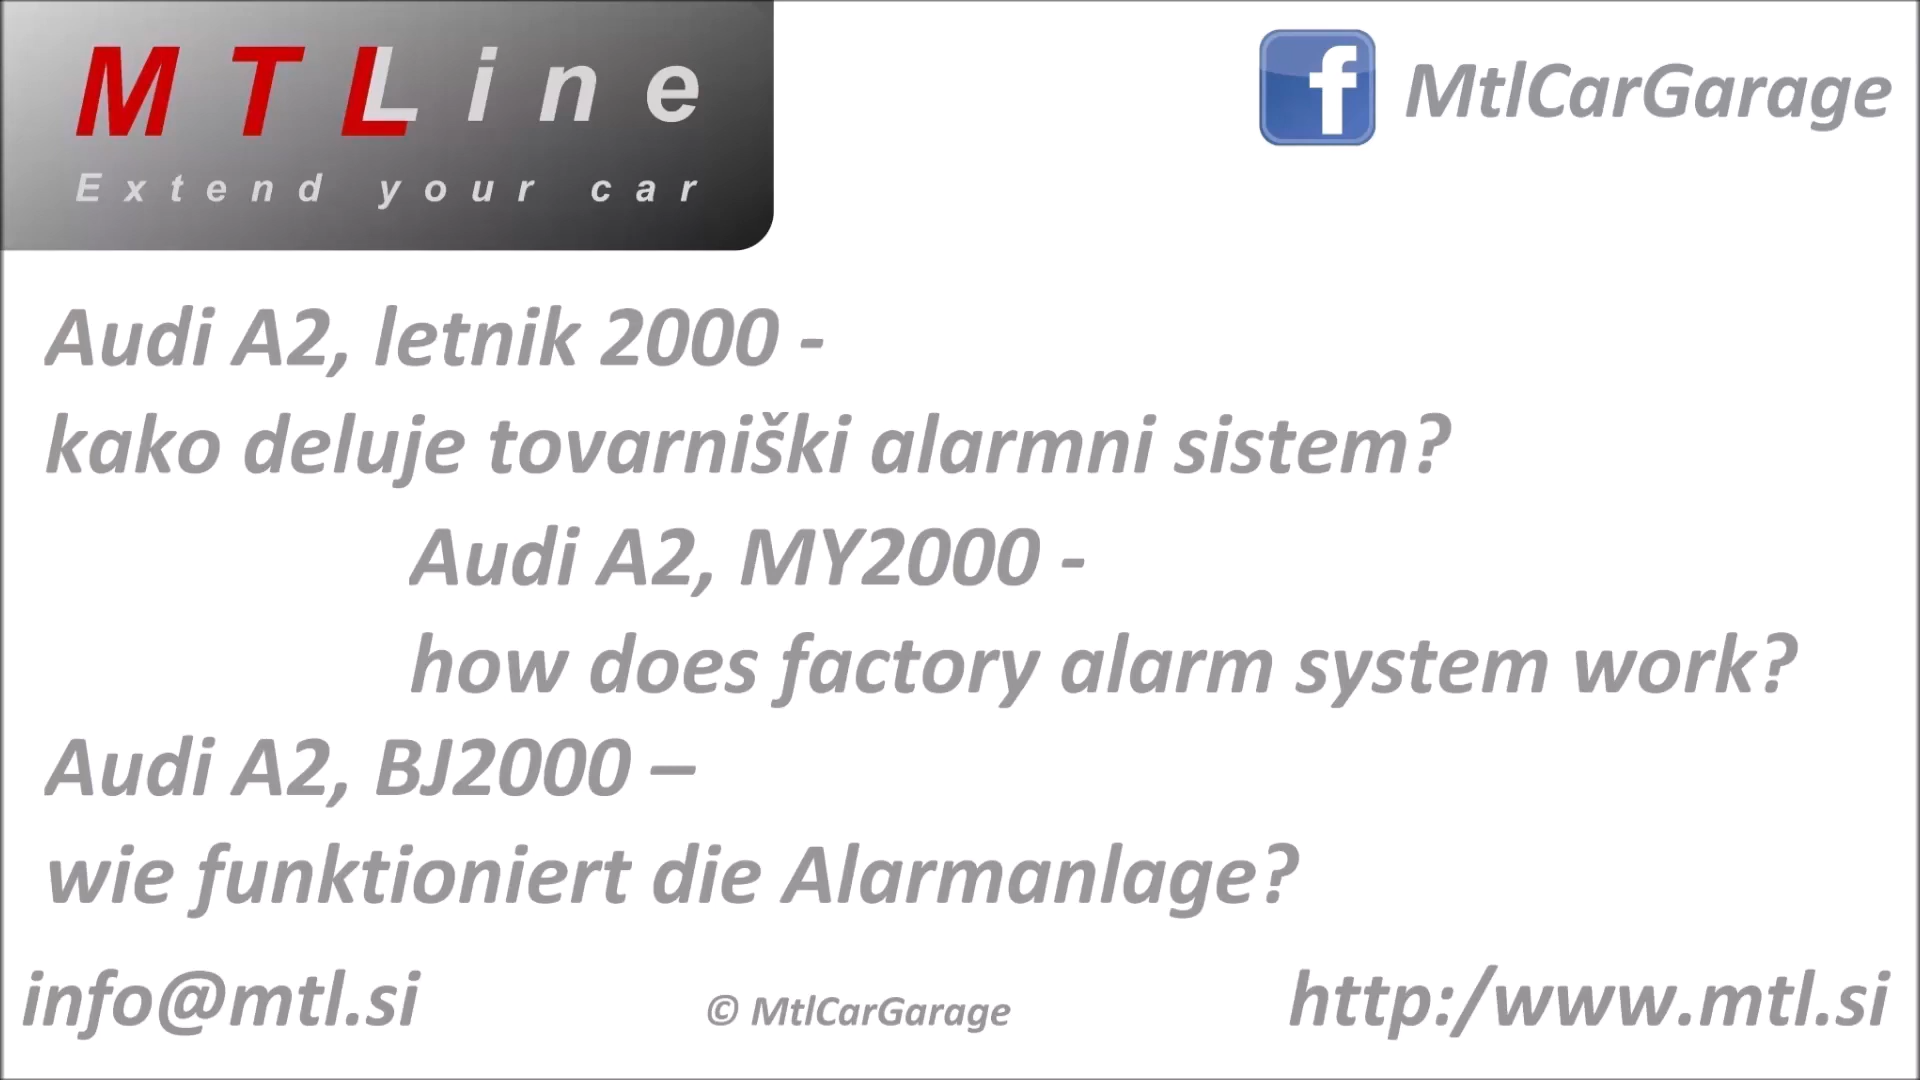 MTLine
MtlCarGarage
Extend your car
Audi A2, letnik 2000 -
kako deluje tovarniški alarmni sistem?
Audi A2, MY2000 -
how does factory alarm system work?
Audi A2, BJ2000 –
wie funktioniert die Alarmanlage?
info@mtl.si
© MtlCarGarage
http:/www.mtl.si